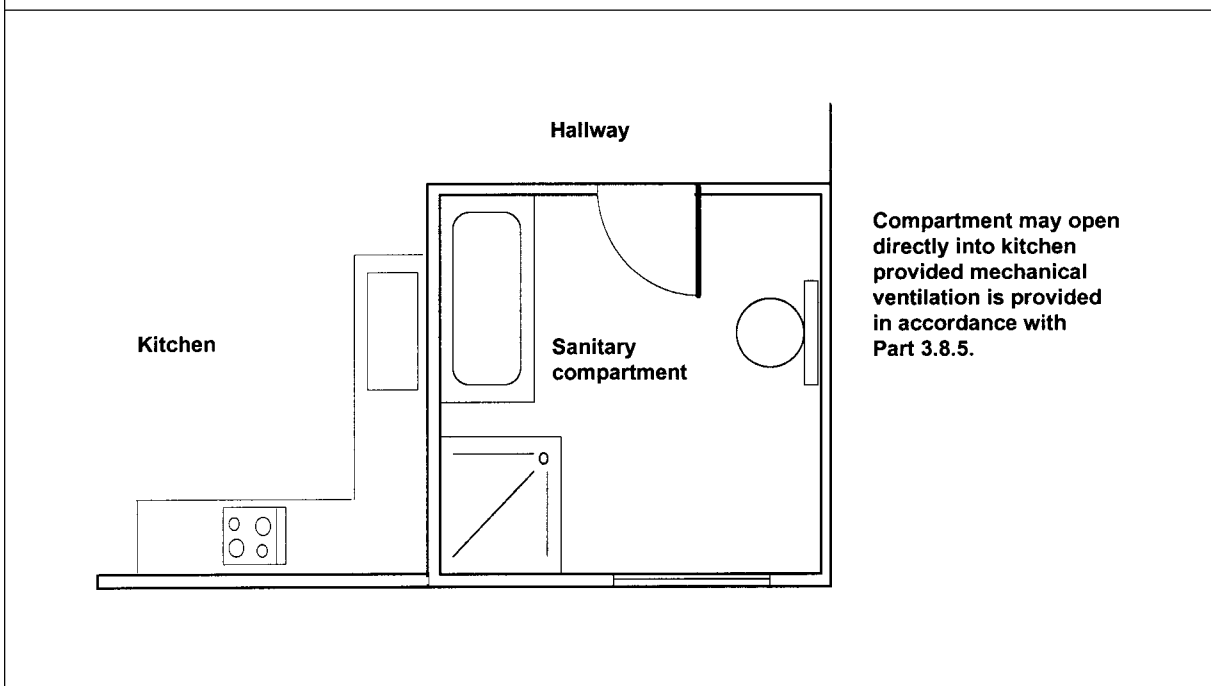 Hallway
Compartment may open
directly into kitchen
provided mechanical
ventilation is provided
in accordance with
Part 3.8.5.
Kitchen
Sanitary
compartment